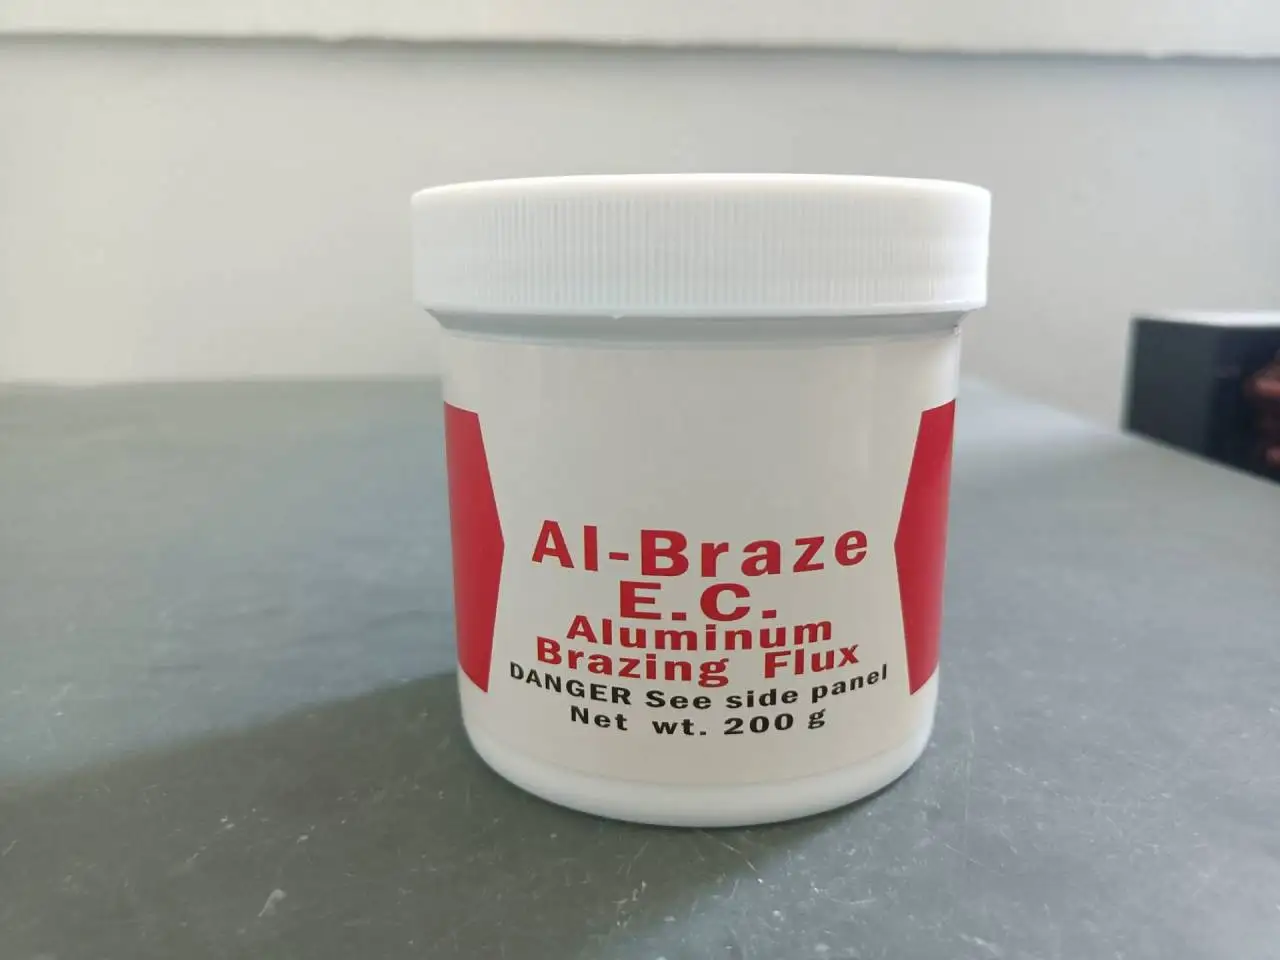 Al-Braze
E.C.
Aluminum
Brazing Flux
DANGER See side panel
Net wt. 200 g